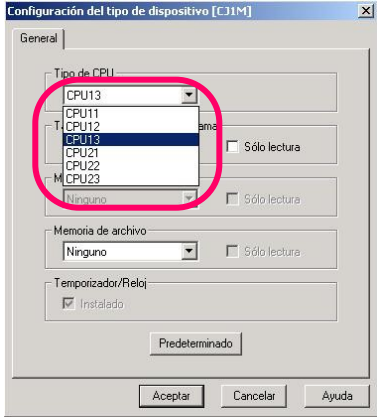 Configuración del tipo de dispositivo [CJ1M]
General
Tipo de CPU
CPU13
CPU11
CPU12
CPU13
CPU21
CPU22
CPU23
Sólo lectura
Ninguno
Sólo lectura
Memoria de archivo
Ninguno
Sólo lectura
Temporizador/Reloj
Instalado
Predeterminado
Aceptar
Cancelar
Ayuda